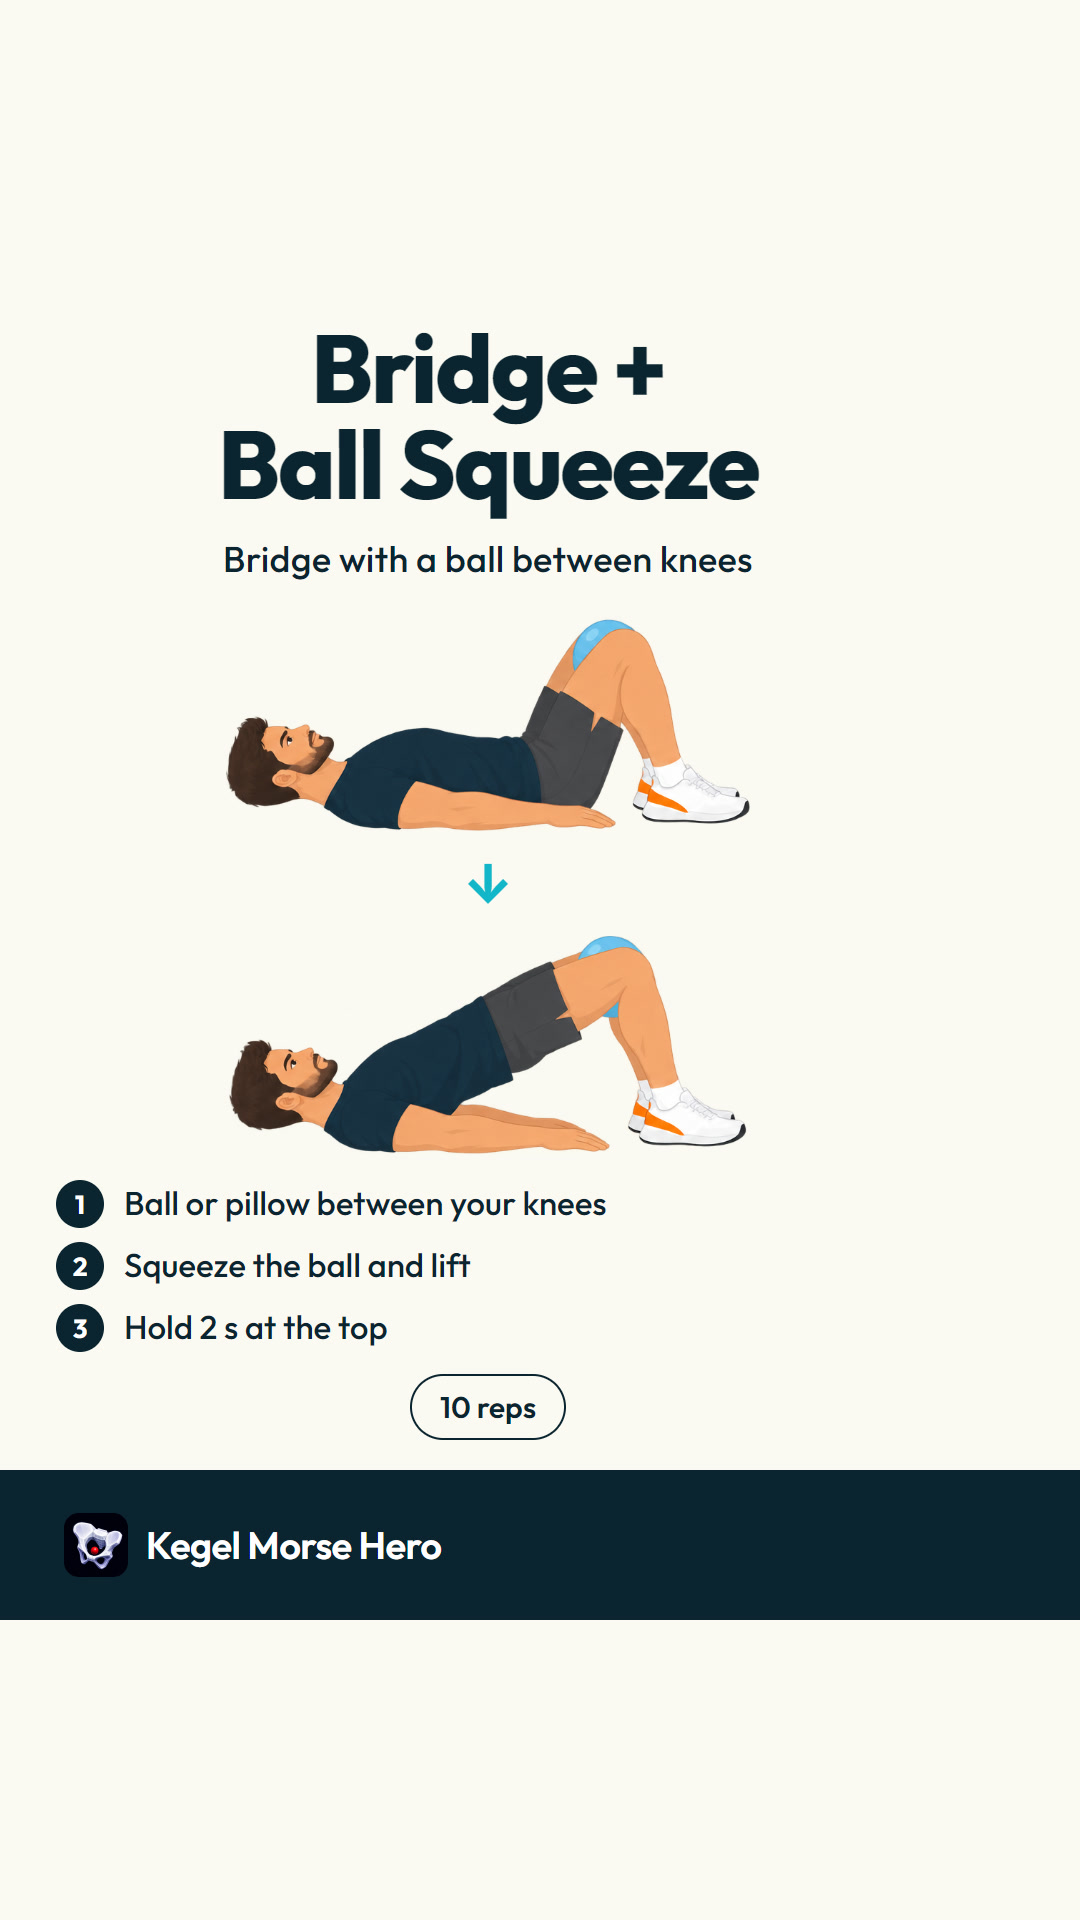 Bridge +
Ball Squeeze
Bridge with a ball between knees
1 Ball or pillow between your knees
2 Squeeze the ball and lift
3 Hold 2 s at the top
10 reps
Kegel Morse Hero